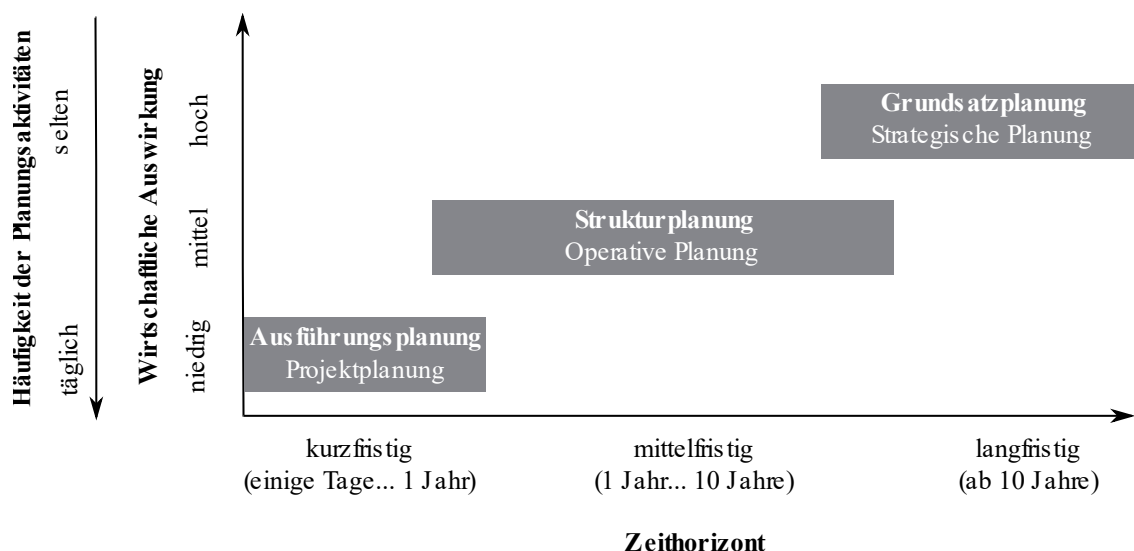 Häufigkeit der Planungsaktivitäten
selten
täglich
Wirtschaftliche Auswirkung
hoch
mittel
niedrig
Grundsatzplanung
Strategische Planung
Strukturplanung
Operative Planung
Ausführungsplanung
Projektplanung
kurzfristig
(einige Tage... 1 Jahr)
mittelfristig
(1 Jahr... 10 Jahre)
langfristig
(ab 10 Jahre)
Zeithorizont